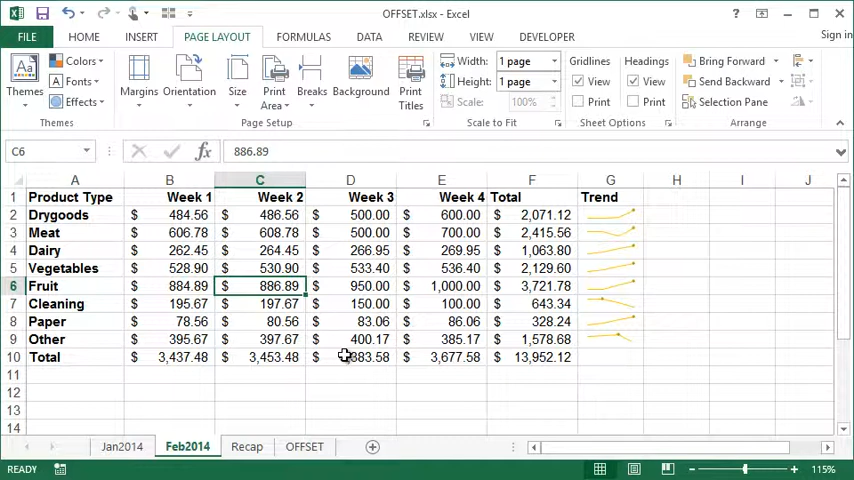 OFFSET.xlsx - Excel
FILE HOME INSERT PAGE LAYOUT FORMULAS DATA REVIEW VIEW DEVELOPER Sign in
Themes
Colors
Fonts
Effects
Themes
Margins Orientation Size Print Area Breaks Background Print Titles
Page Setup
Width: 1 page
Height: 1 page
Scale: 100%
Scale to Fit
Gridlines Headings
View View
Print Print
Sheet Options
Bring Forward
Send Backward
Selection Pane
Arrange
C6 fx 886.89
A B C D E F G H I J
1 Product Type Week 1 Week 2 Week 3 Week 4 Total Trend
2 Drygoods $ 484.56 $ 486.56 $ 500.00 $ 600.00 $ 2,071.12
3 Meat $ 606.78 $ 608.78 $ 500.00 $ 700.00 $ 2,415.56
4 Dairy $ 262.45 $ 264.45 $ 266.95 $ 269.95 $ 1,063.80
5 Vegetables $ 528.90 $ 530.90 $ 533.40 $ 536.40 $ 2,129.60
6 Fruit $ 884.89 $ 886.89 $ 950.00 $ 1,000.00 $ 3,721.78
7 Cleaning $ 195.67 $ 197.67 $ 150.00 $ 100.00 $ 643.34
8 Paper $ 78.56 $ 80.56 $ 83.06 $ 86.06 $ 328.24
9 Other $ 395.67 $ 397.67 $ 400.17 $ 385.17 $ 1,578.68
10 Total $ 3,437.48 $ 3,453.48 $ 383.58 $ 3,677.58 $ 13,952.12
11
12
13
14
Jan2014 Feb2014 Recap OFFSET
READY 115%